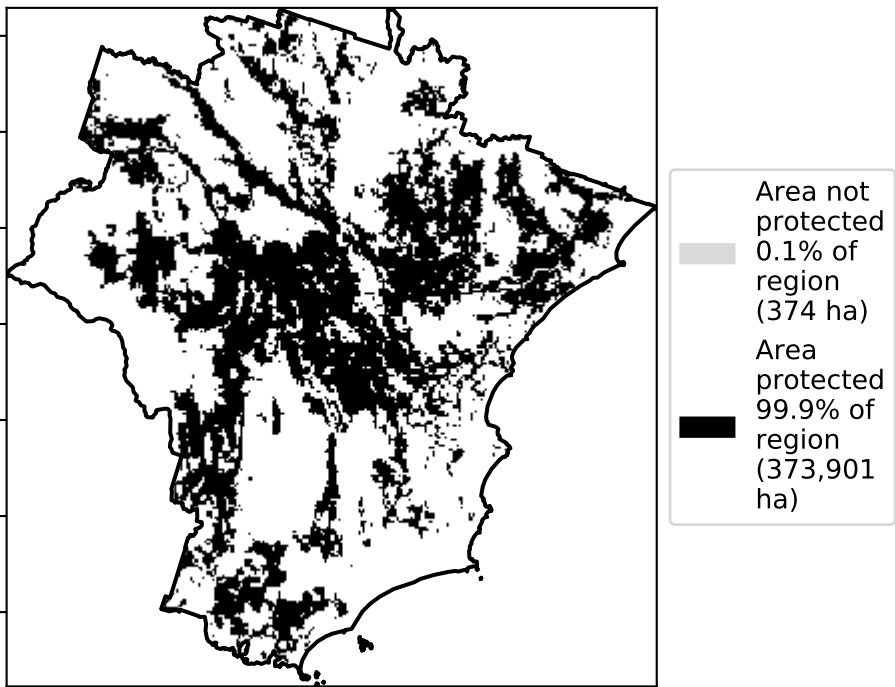 Area not
protected
0.1% of
region
(374 ha)
Area
protected
99.9% of
region
(373,901
ha)